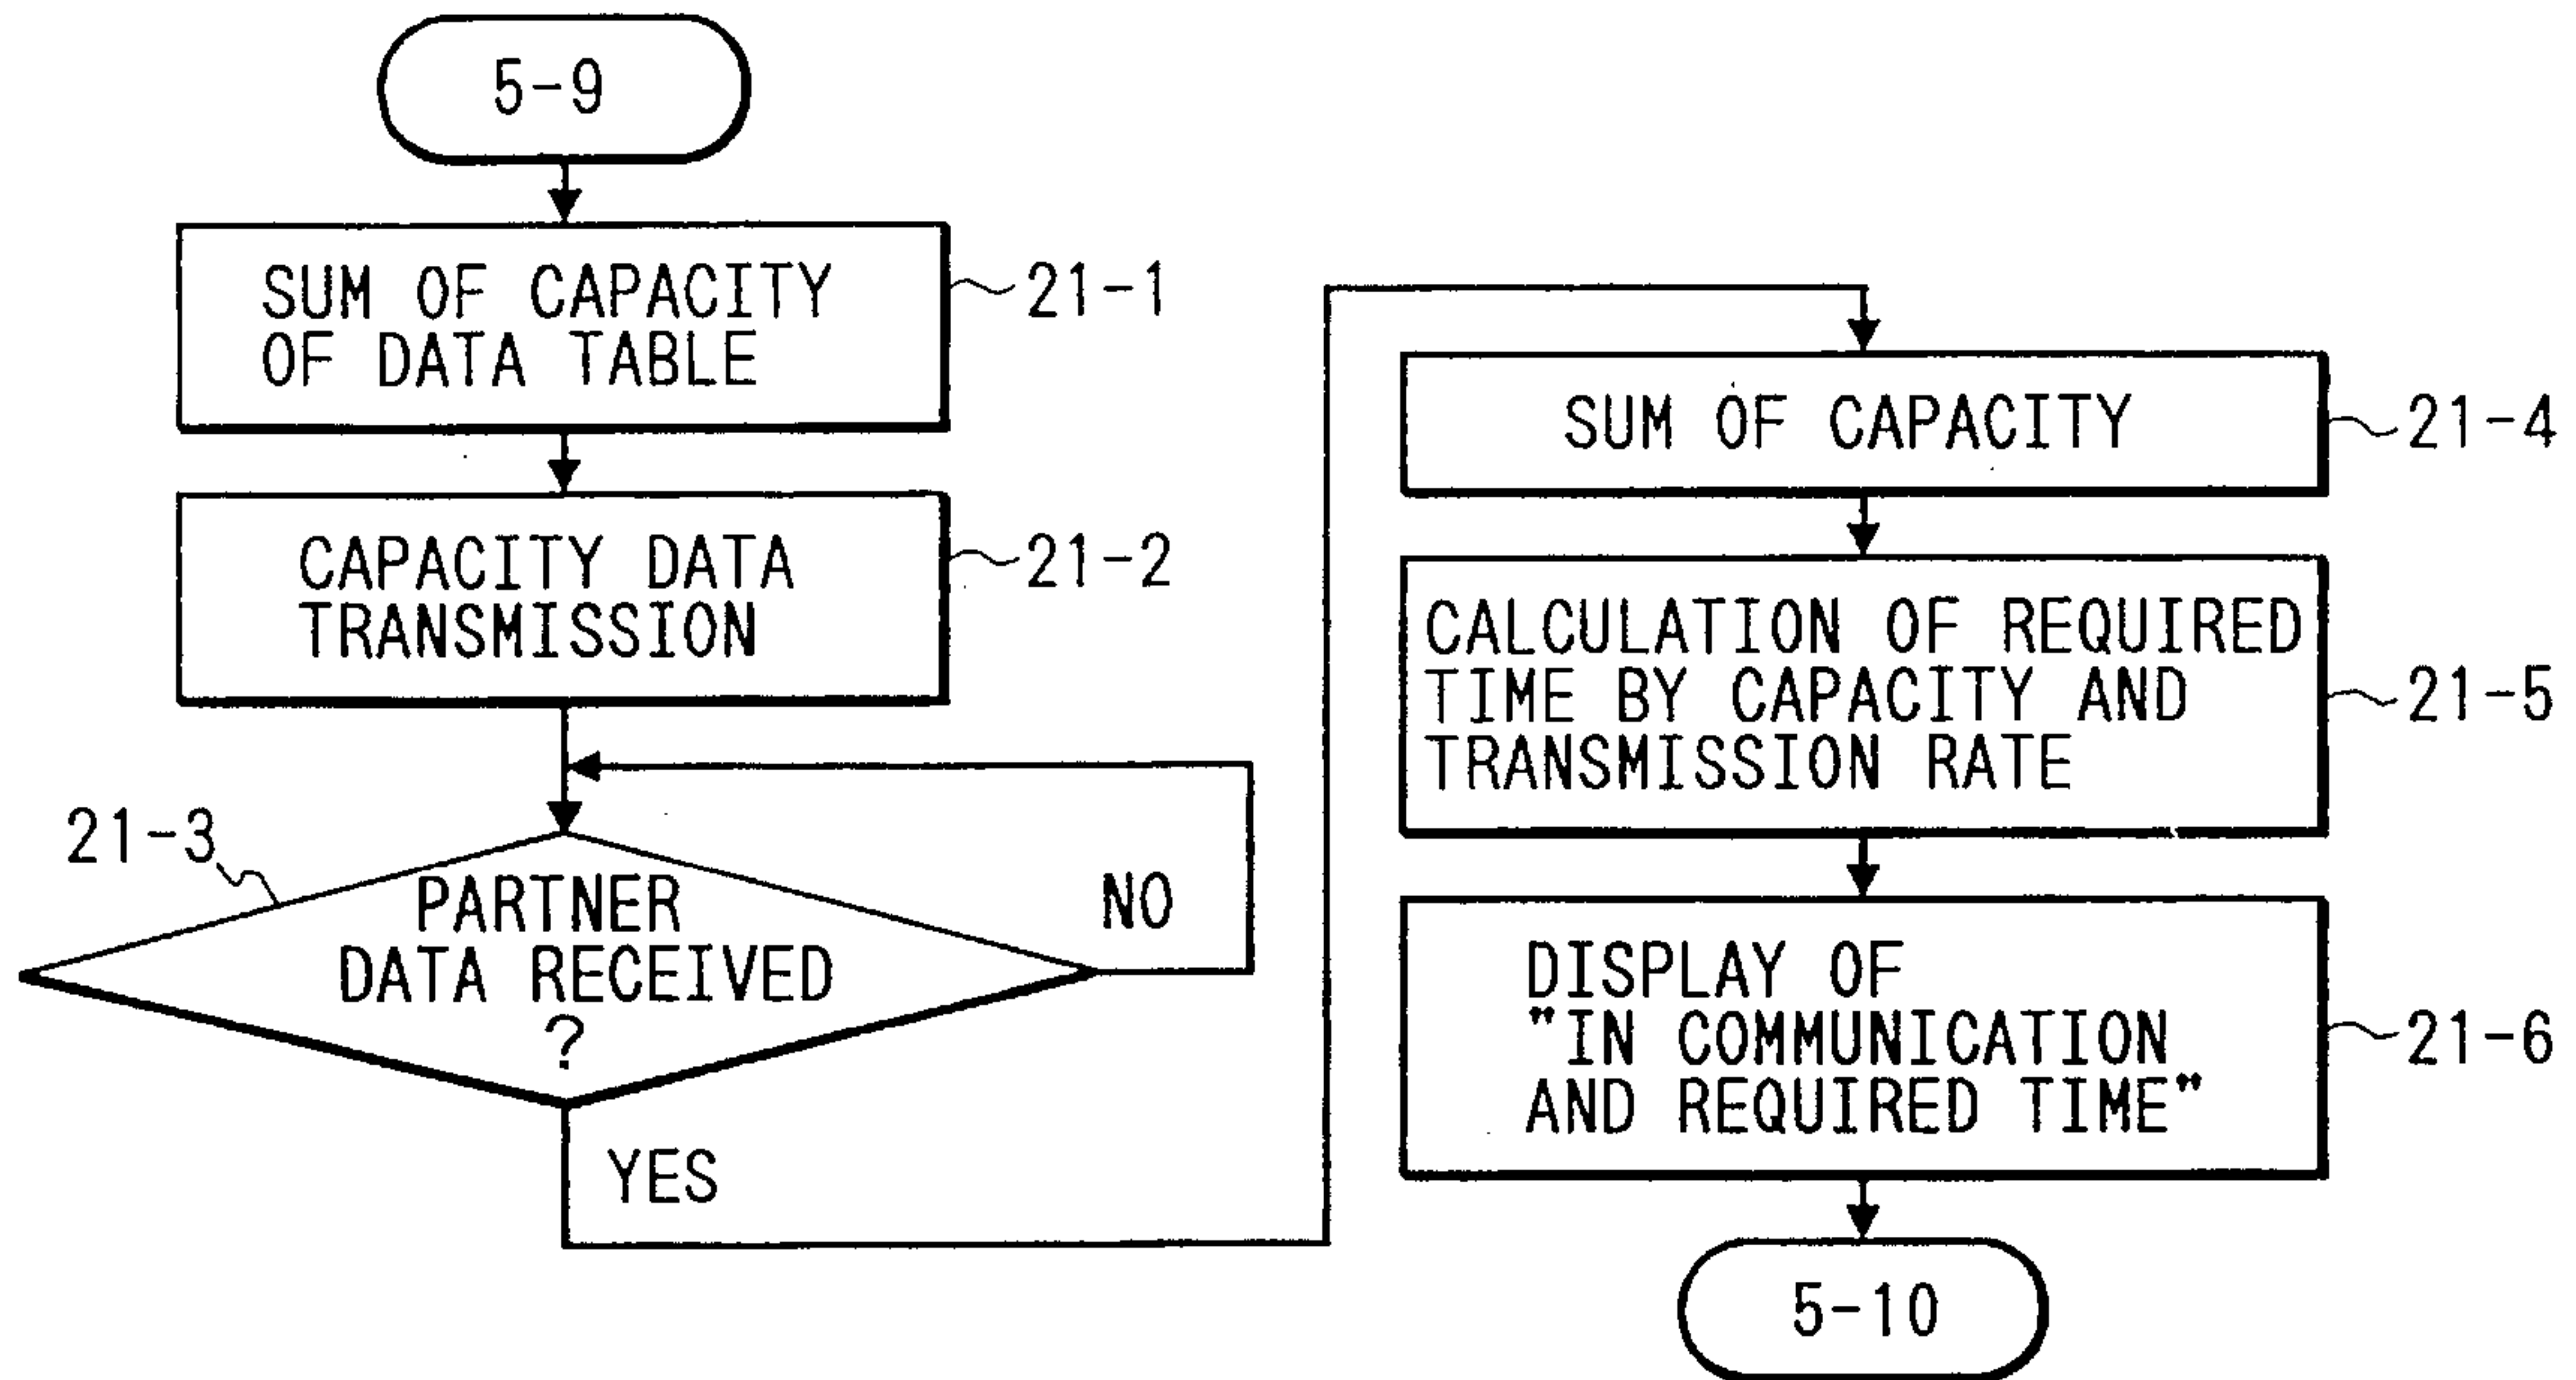 5-9
SUM OF CAPACITY
OF DATA TABLE
21-1
CAPACITY DATA
TRANSMISSION
21-2
21-3
PARTNER
DATA RECEIVED
?
NO
YES
SUM OF CAPACITY
21-4
CALCULATION OF REQUIRED
TIME BY CAPACITY AND
TRANSMISSION RATE
21-5
DISPLAY OF
"IN COMMUNICATION
AND REQUIRED TIME"
21-6
5-10